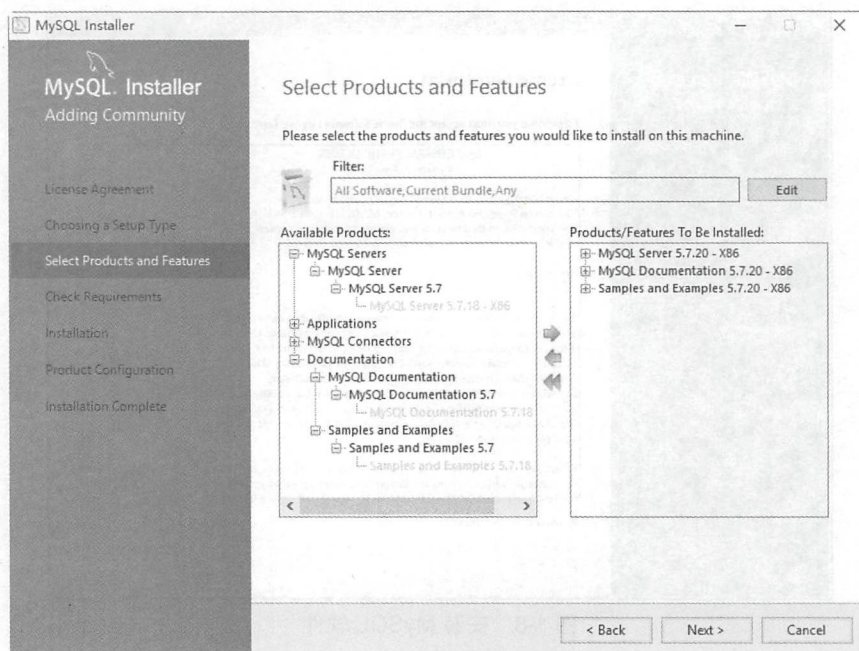 MySQL Installer
MySQL. Installer
Adding Community
License Agreement
Choosing a Setup Type
Select Products and Features
Check Requirements
Installation
Product Configuration
Installation Complete
Select Products and Features
Please select the products and features you would like to install on this machine.
Filter:
All Software,Current Bundle,Any
Edit
Available Products:
MySQL Servers
MySQL Server
MySQL Server 5.7
MySQL Server 5.7.18 - X86
Applications
MySQL Connectors
Documentation
MySQL Documentation
MySQL Documentation 5.7
MySQL Documentation 5.7.18
Samples and Examples
Samples and Examples 5.7
Samples and Examples 5.7.18
Products/Features To Be Installed:
MySQL Server 5.7.20 - X86
MySQL Documentation 5.7.20 - X86
Samples and Examples 5.7.20 - X86
< Back
Next >
Cancel